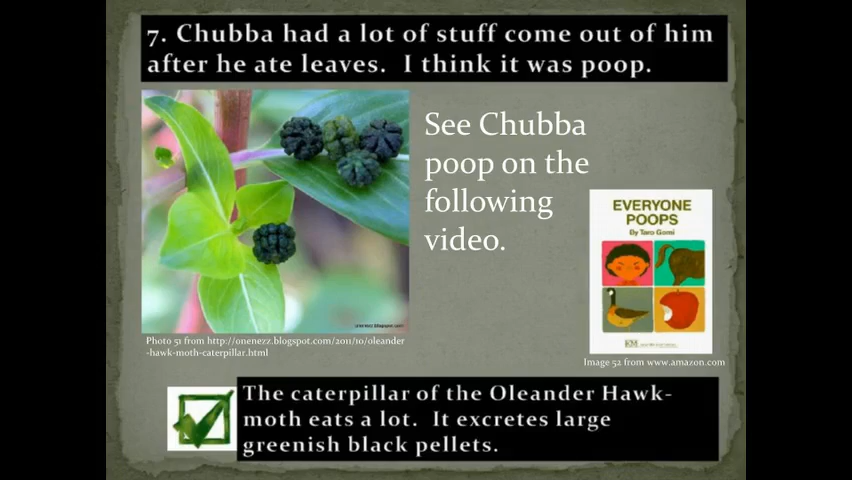 7. Chubba had a lot of stuff come out of him
after he ate leaves.  I think it was poop.
See Chubba
poop on the
following
video.
EVERYONE
POOPS
By Taro Gomi
Photo 51 from http://onenezz.blogspot.com/2011/10/oleander
-hawk-moth-caterpillar.html
Image 52 from www.amazon.com
The caterpillar of the Oleander Hawk-
moth eats a lot.  It excretes large
greenish black pellets.